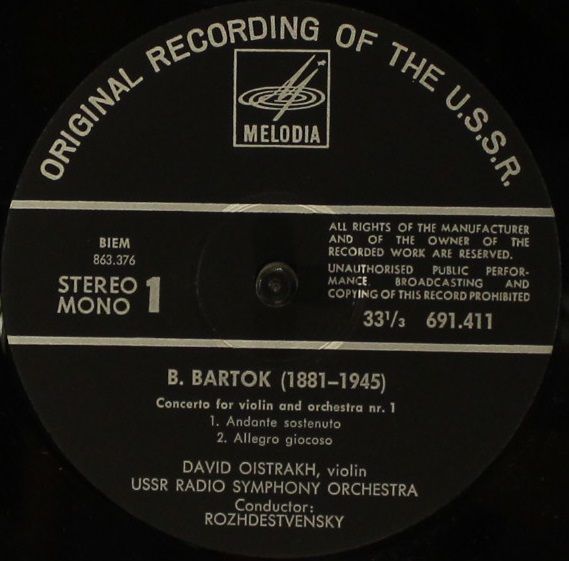 ORIGINAL RECORDING OF THE U.S.S.R.
MELODIA
BIEM
863.376
STEREO
MONO
1
ALL RIGHTS OF THE MANUFACTURER
AND OF THE OWNER OF THE
RECORDED WORK ARE RESERVED.
UNAUTHORISED PUBLIC PERFOR-
MANCE. BROADCASTING AND
COPYING OF THIS RECORD PROHIBITED
33¹/₃ 691.411
B. BARTOK (1881–1945)
Concerto for violin and orchestra nr. 1
1. Andante sostenuto
2. Allegro giocoso
DAVID OISTRAKH, violin
USSR RADIO SYMPHONY ORCHESTRA
Conductor:
ROZHDESTVENSKY